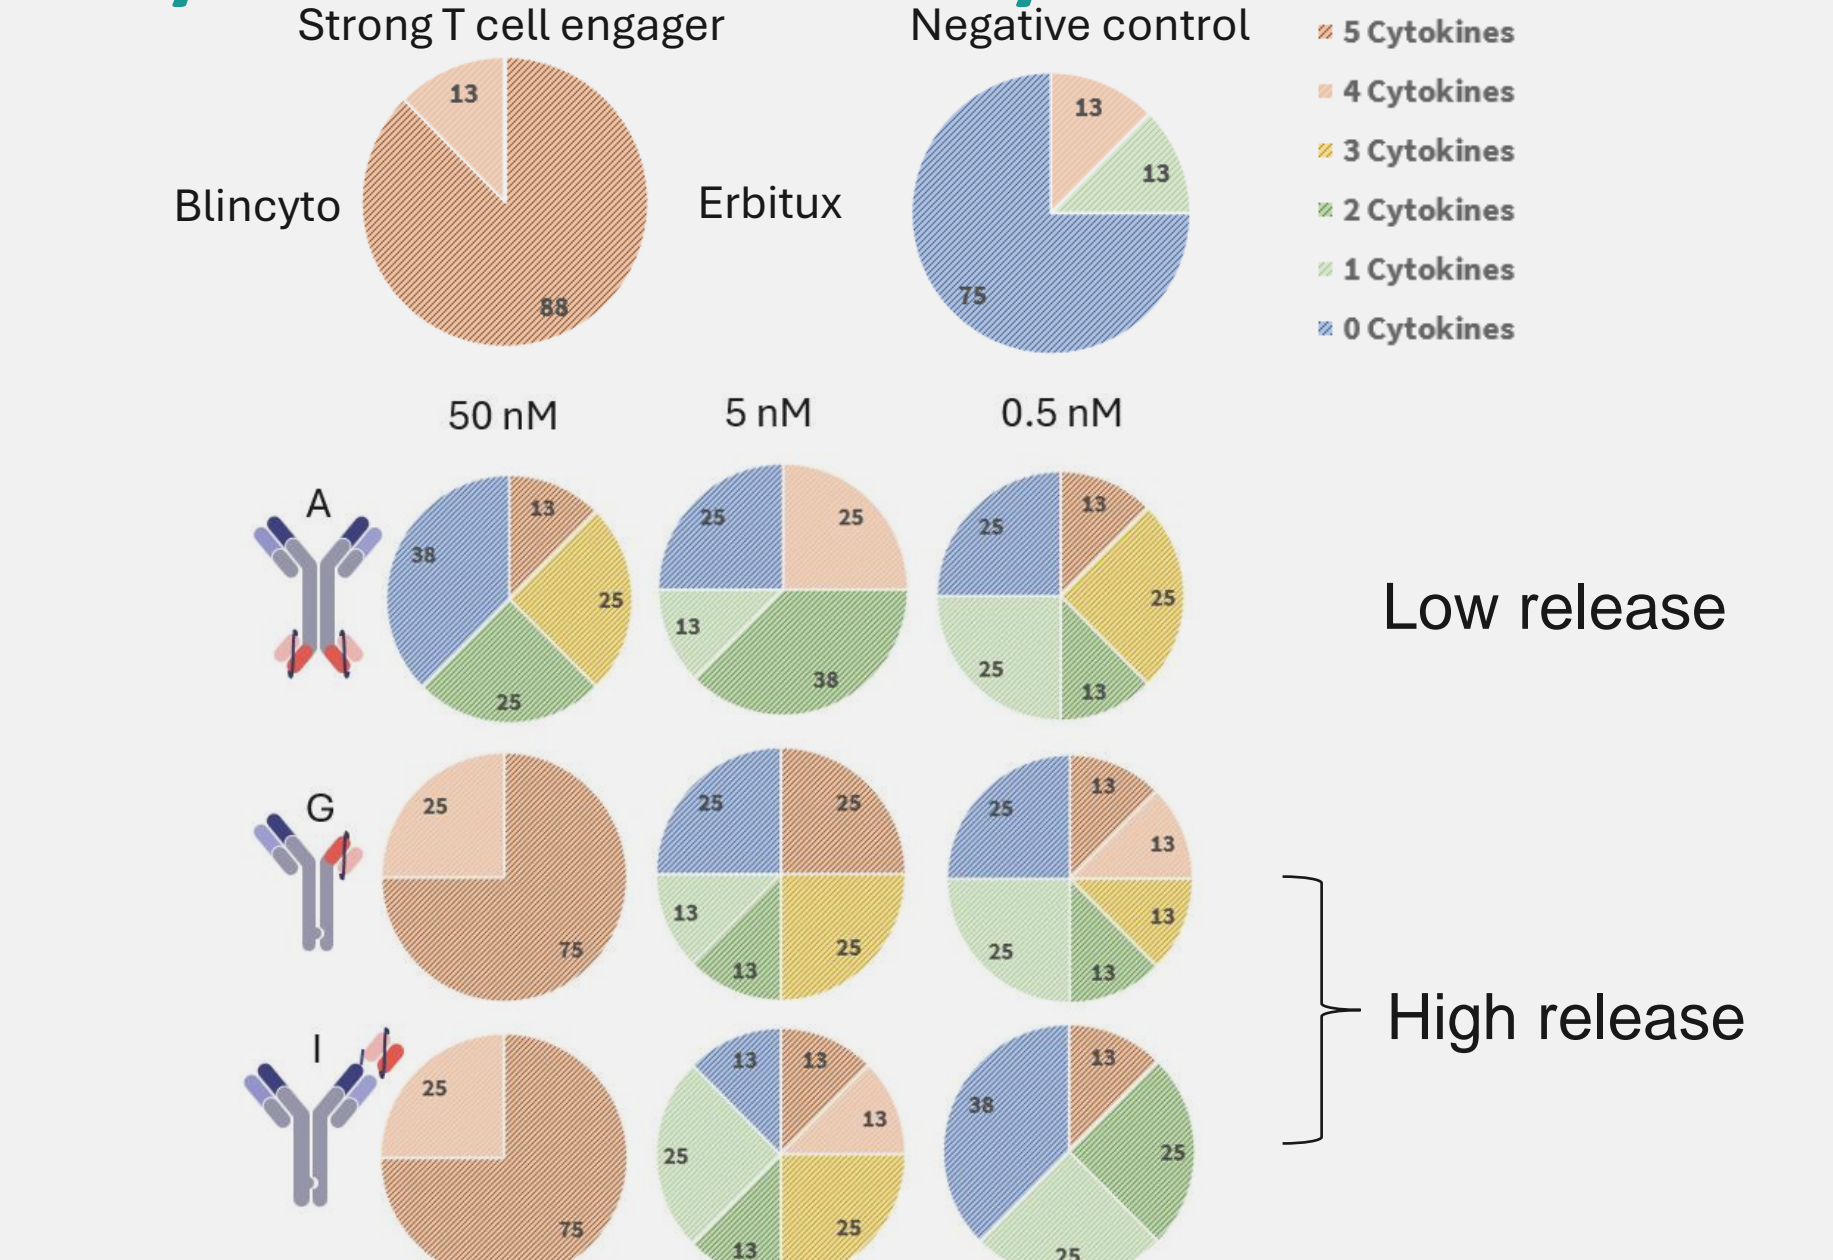 Strong T cell engager
Negative control
5 Cytokines
4 Cytokines
3 Cytokines
2 Cytokines
1 Cytokines
0 Cytokines
Blincyto
13
88
Erbitux
13
13
75
50 nM
5 nM
0.5 nM
A
13
25
25
38
25
38
13
25
13
25
13
25
25
Low release
G
25
75
25
25
13
13
25
13
13
13
13
25
25
High release
I
25
75
13
13
25
13
25
13
13
25
25
38